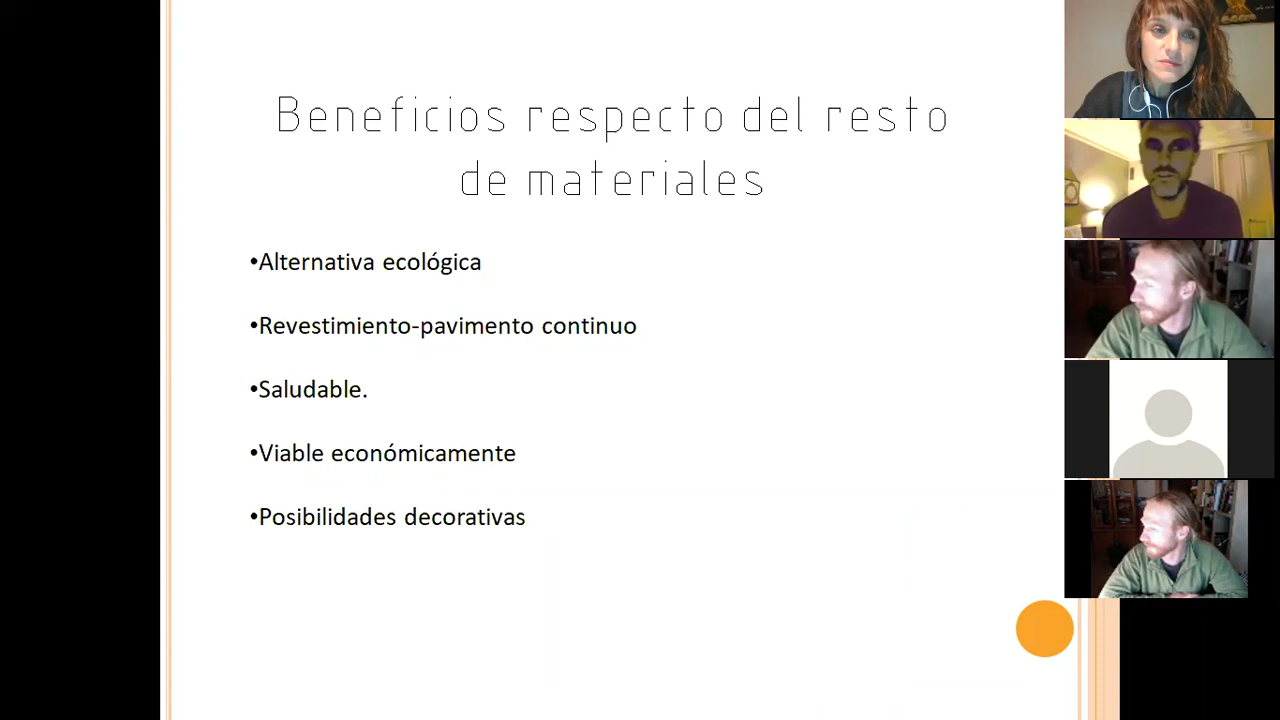 Beneficios respecto del resto
de materiales
•Alternativa ecológica
•Revestimiento-pavimento continuo
•Saludable.
•Viable económicamente
•Posibilidades decorativas